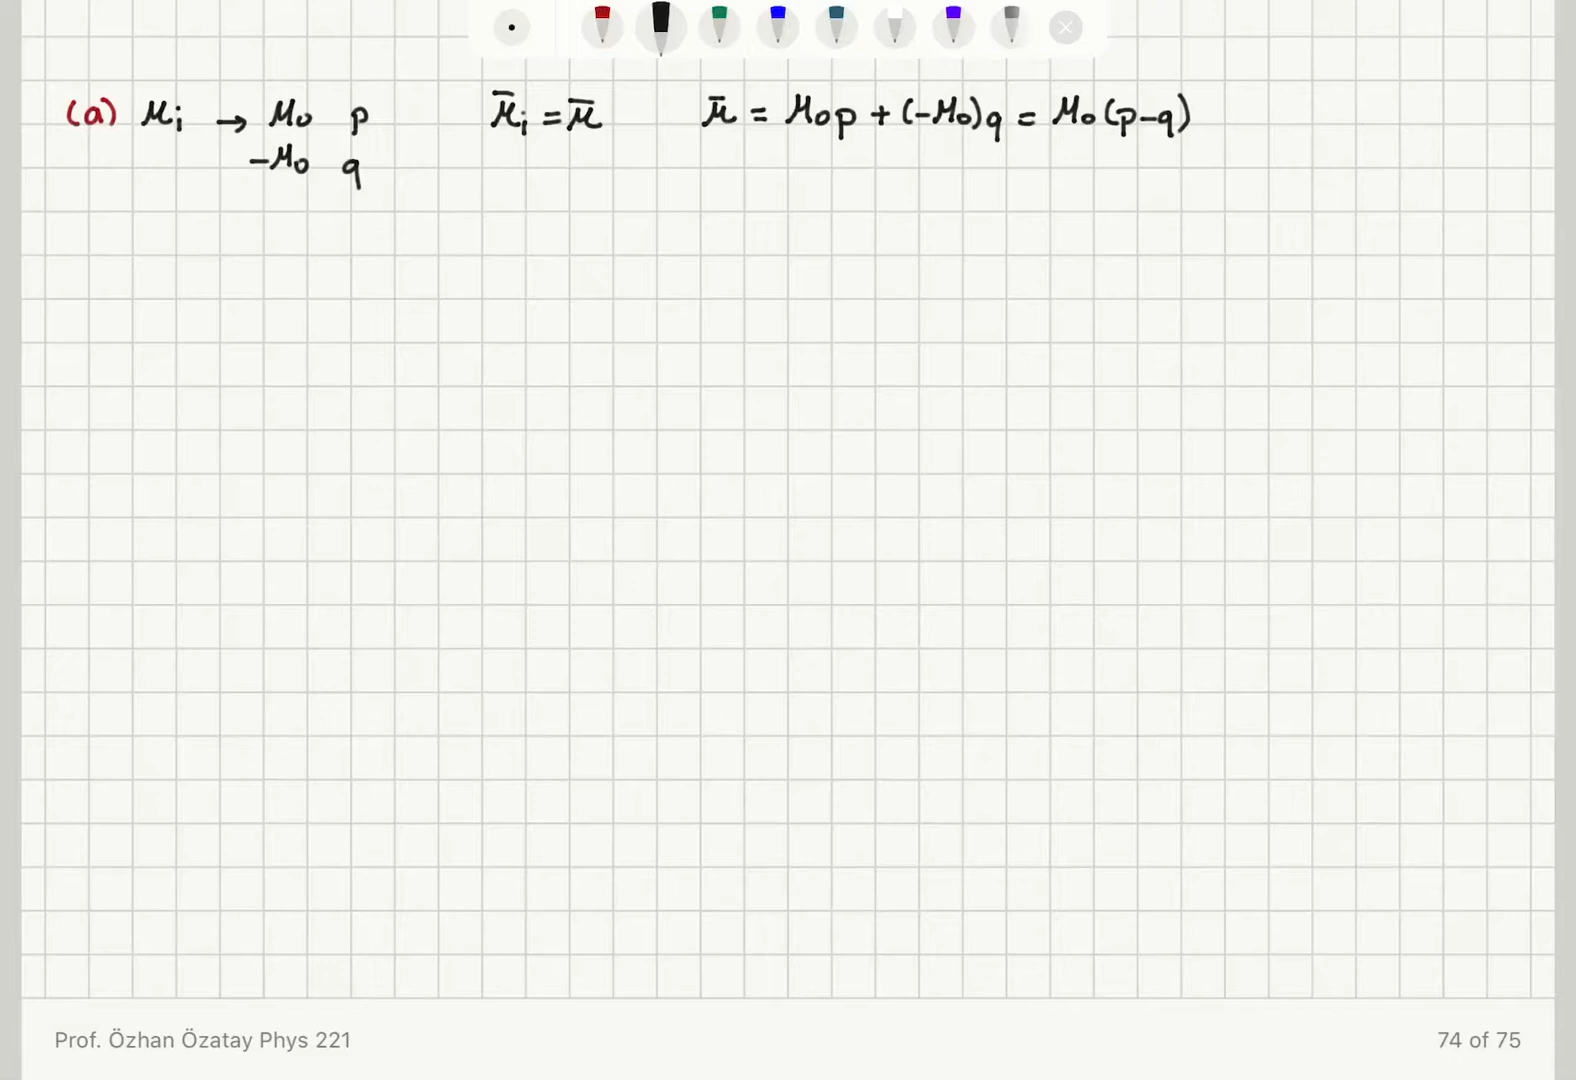 (a) μᵢ → μ₀ p μ̄ᵢ = μ̄ μ̄ = μ₀p + (-μ₀)q = μ₀(p-q)
-μ₀ q
Prof. Özhan Özatay Phys 221 74 of 75